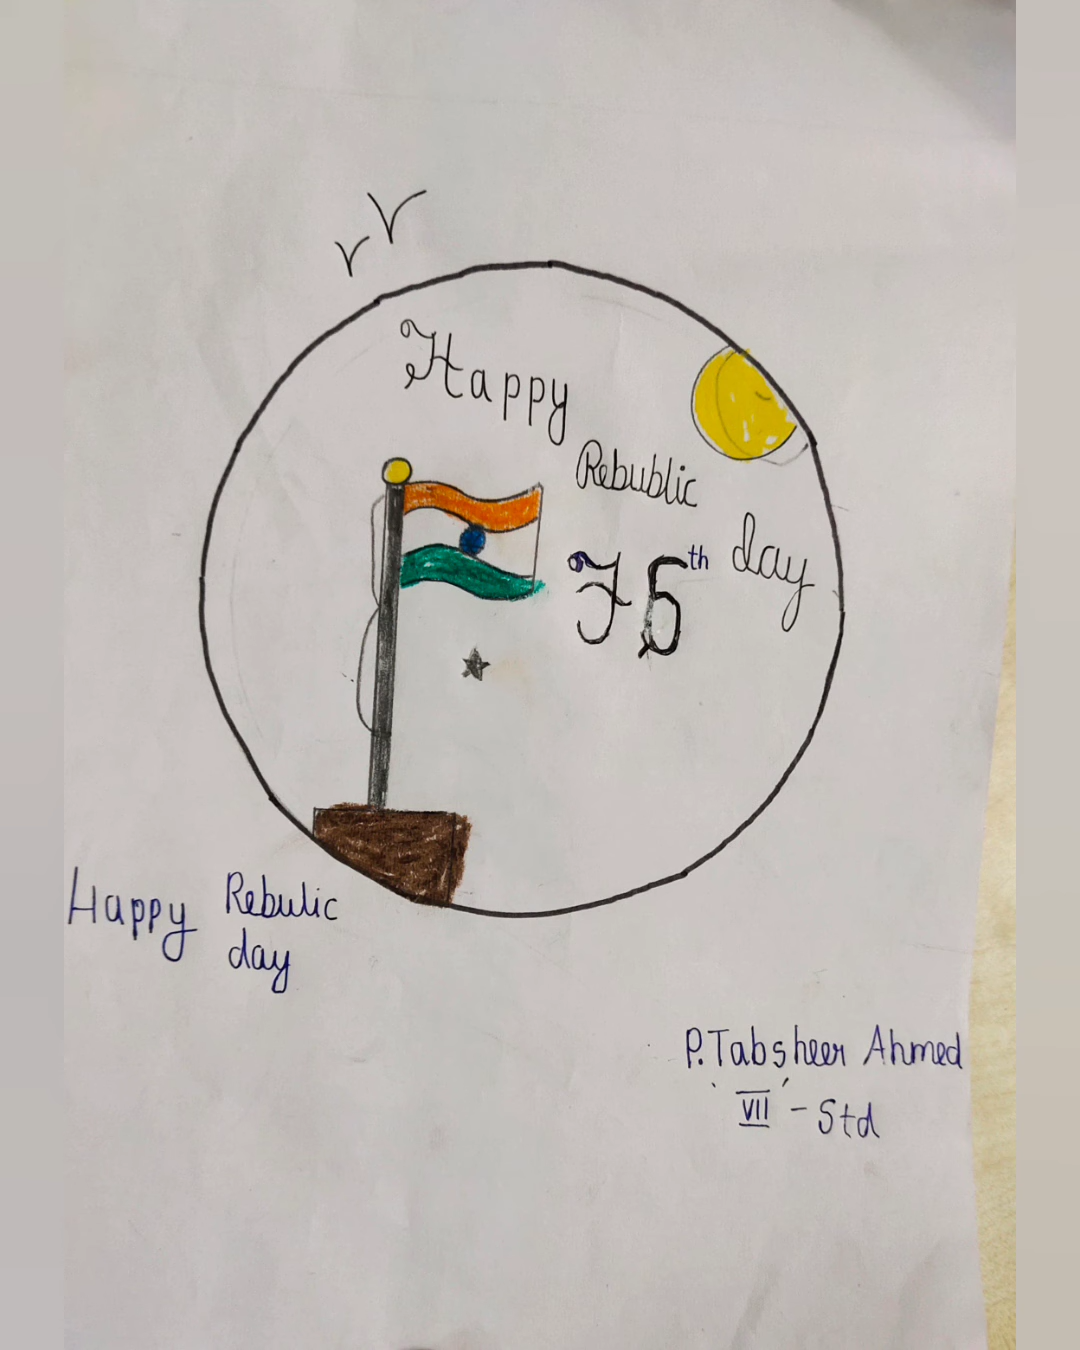 Happy
Rebublic
day
75th
Happy Rebulic
day
P.Tabsheer Ahmed
'VII' - Std